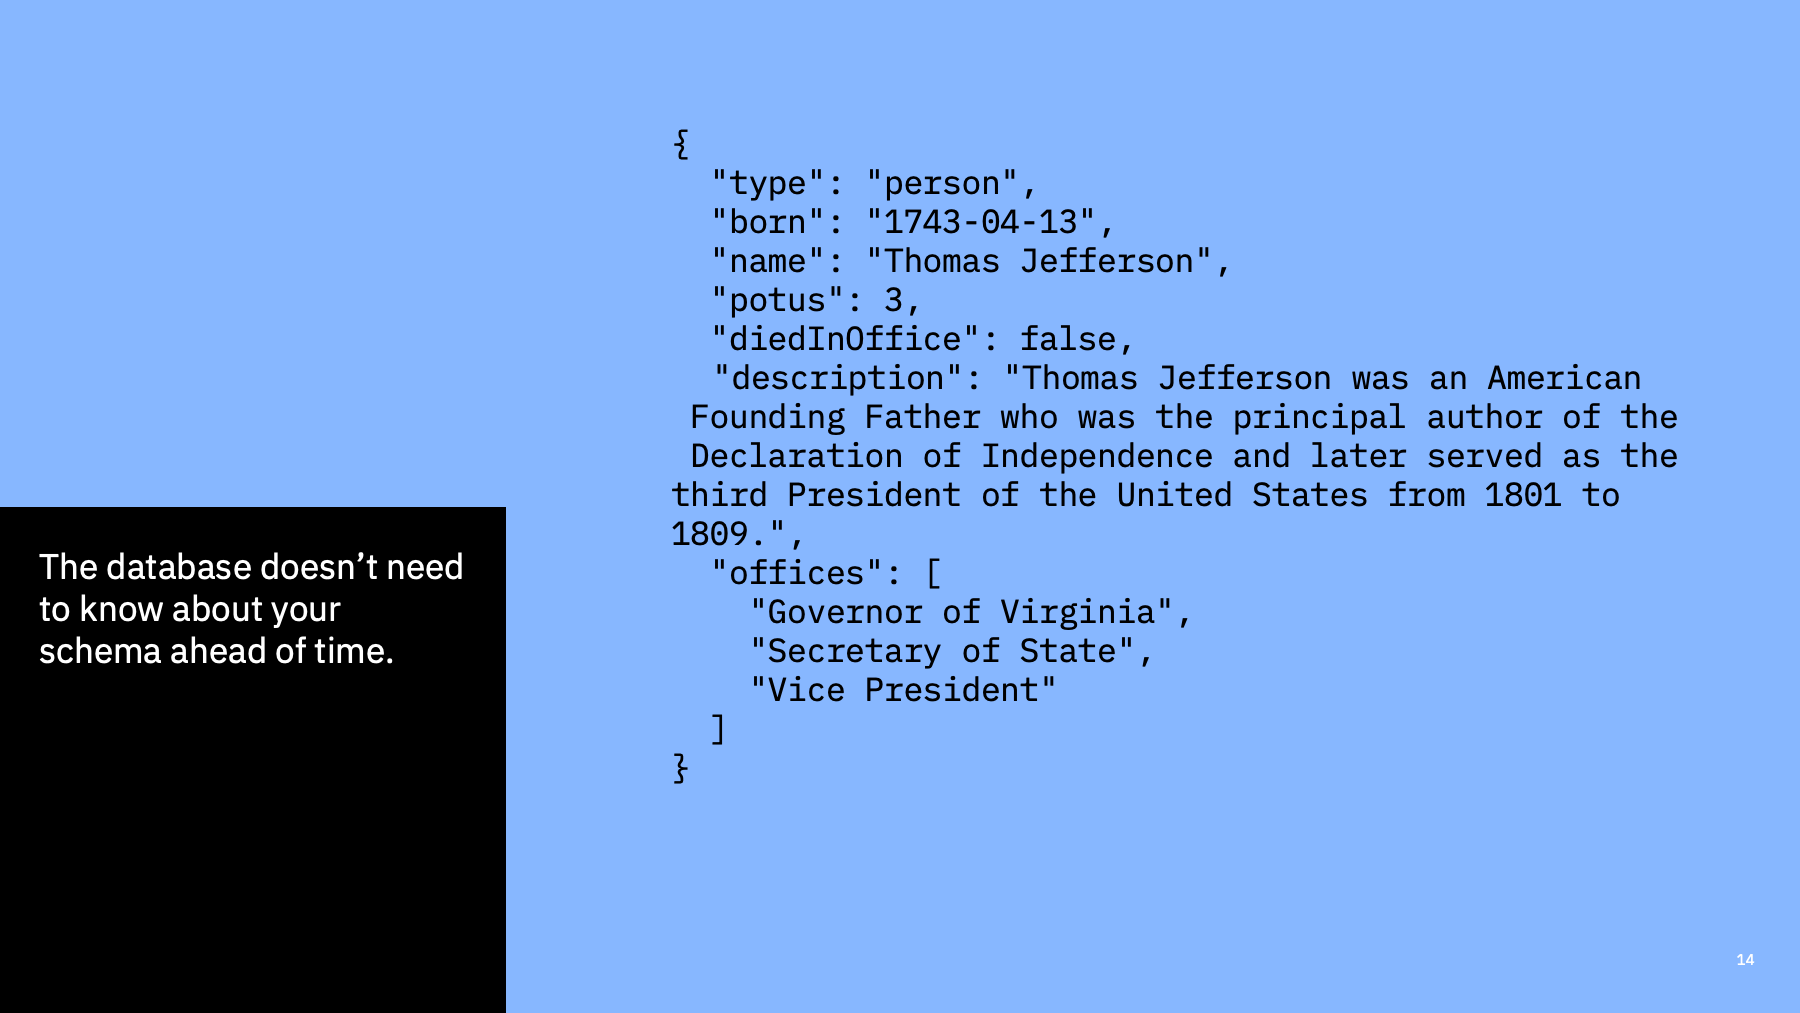 {
"type": "person",
"born": "1743-04-13",
"name": "Thomas Jefferson",
"potus": 3,
"diedInOffice": false,
"description": "Thomas Jefferson was an American
Founding Father who was the principal author of the
Declaration of Independence and later served as the
third President of the United States from 1801 to
1809.",
"offices": [
"Governor of Virginia",
"Secretary of State",
"Vice President"
]
}
The database doesn’t need
to know about your
schema ahead of time.
14